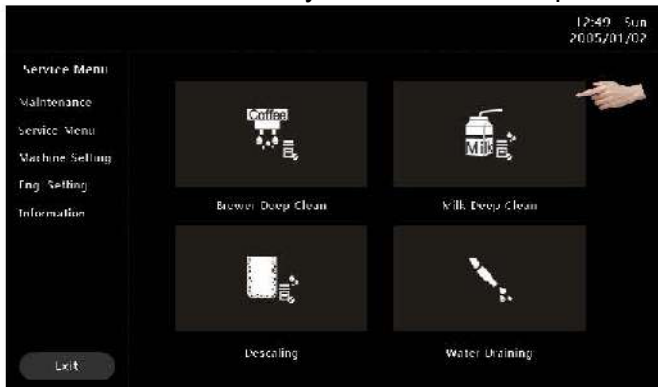 12:49 Sun
2005/01/02
Service Menu
Maintenance
Service Menu
Machine Setting
Eng. Setting
Information
Exit
Coffee
Brewer Deep Clean
Milk
Milk Deep Clean
Descaling
Water Draining